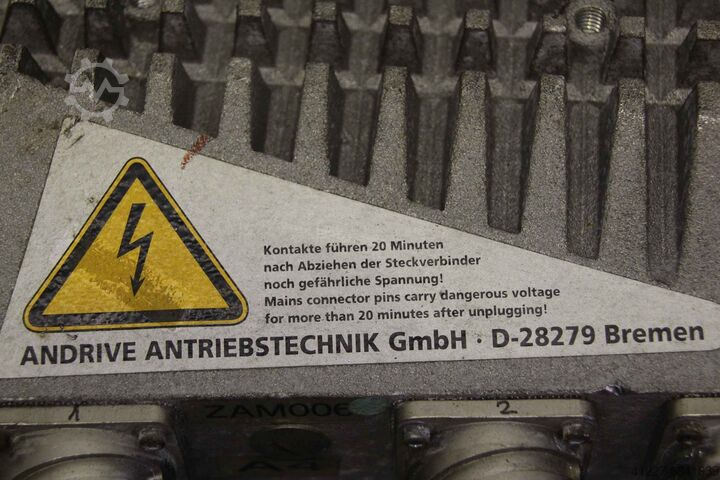 Kontakte führen 20 Minuten
nach Abziehen der Steckverbinder
noch gefährliche Spannung!
Mains connector pins carry dangerous voltage
for more than 20 minutes after unplugging!
ANDRIVE ANTRIEBSTECHNIK GmbH · D-28279 Bremen
1
ZAM006
2
A4